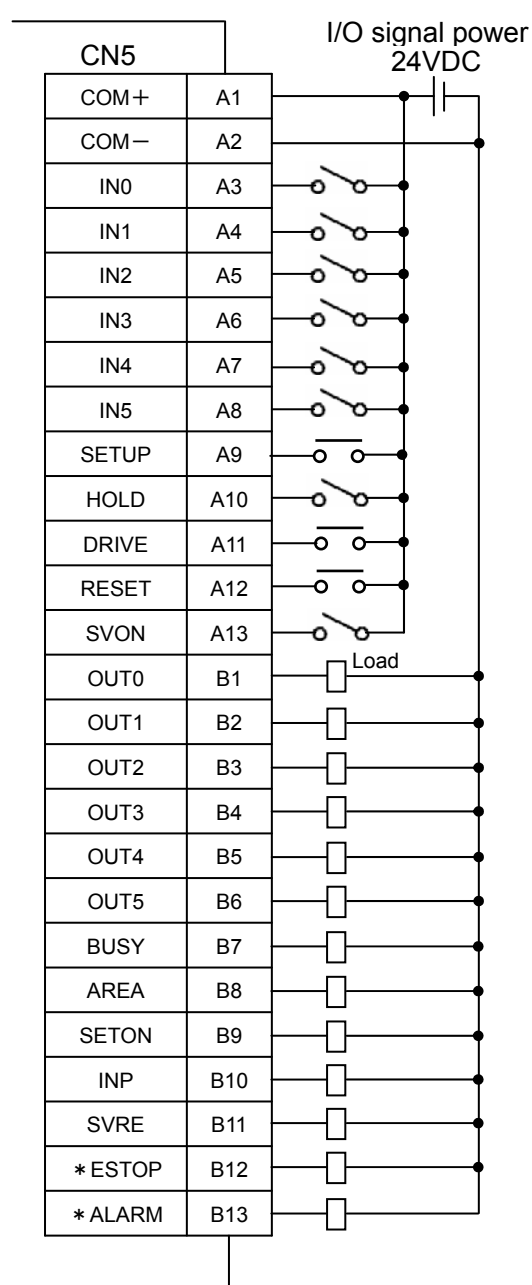 I/O signal power
24VDC
CN5
COM＋ A1
COM－ A2
IN0 A3
IN1 A4
IN2 A5
IN3 A6
IN4 A7
IN5 A8
SETUP A9
HOLD A10
DRIVE A11
RESET A12
SVON A13
Load
OUT0 B1
OUT1 B2
OUT2 B3
OUT3 B4
OUT4 B5
OUT5 B6
BUSY B7
AREA B8
SETON B9
INP B10
SVRE B11
＊ESTOP B12
＊ALARM B13